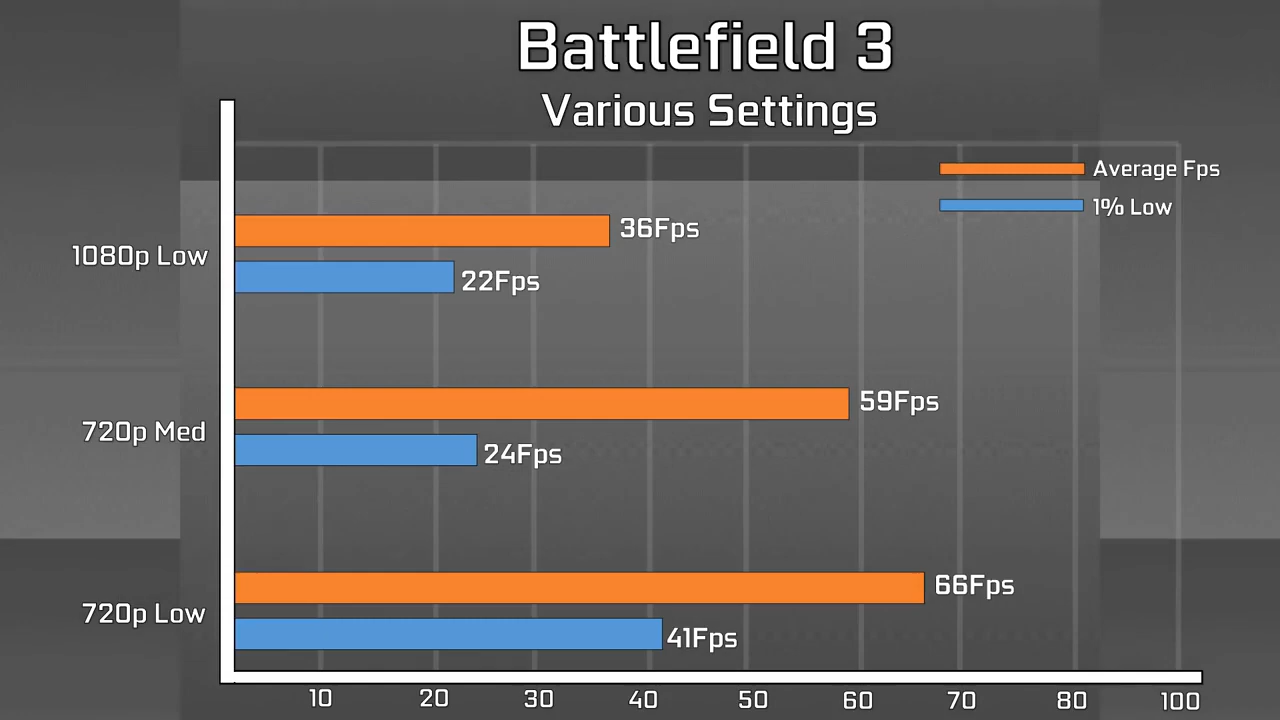 Battlefield 3
Various Settings
Average Fps
1% Low
1080p Low
36Fps
22Fps
720p Med
59Fps
24Fps
720p Low
66Fps
41Fps
10 20 30 40 50 60 70 80 100